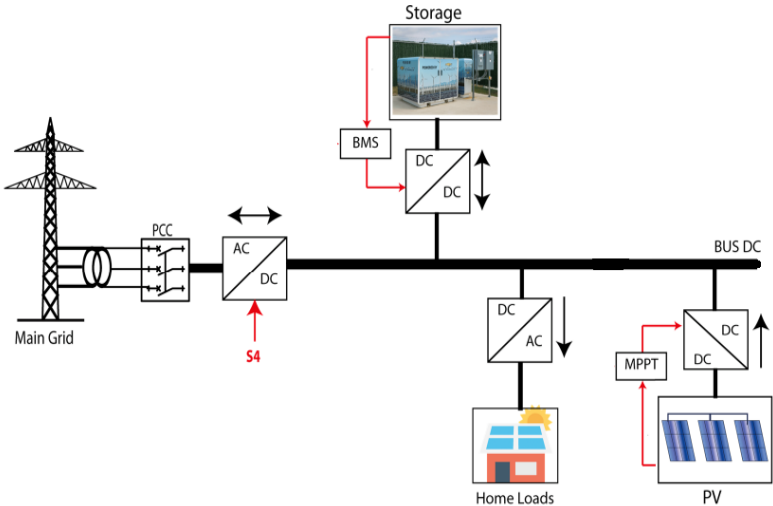 Storage
BMS
DC
DC
PCC
AC
DC
BUS DC
S4
Main Grid
DC
AC
MPPT
DC
DC
Home Loads
PV